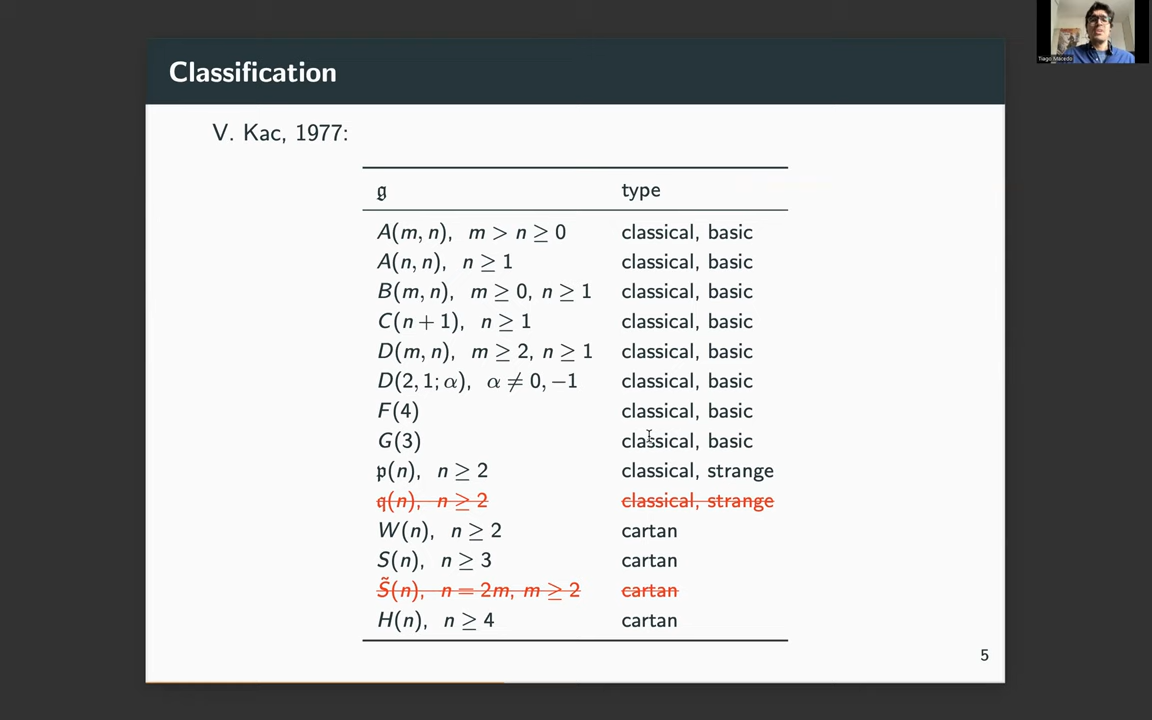 Tiago Macedo
Classification
V. Kac, 1977:
𝔤 type
A(m, n), m > n ≥ 0 classical, basic
A(n, n), n ≥ 1 classical, basic
B(m, n), m ≥ 0, n ≥ 1 classical, basic
C(n + 1), n ≥ 1 classical, basic
D(m, n), m ≥ 2, n ≥ 1 classical, basic
D(2, 1; α), α ≠ 0, −1 classical, basic
F(4) classical, basic
G(3) classical, basic
𝔭(n), n ≥ 2 classical, strange
𝔮(n), n ≥ 2 classical, strange
W(n), n ≥ 2 cartan
S(n), n ≥ 3 cartan
S̃(n), n = 2m, m ≥ 2 cartan
H(n), n ≥ 4 cartan
5